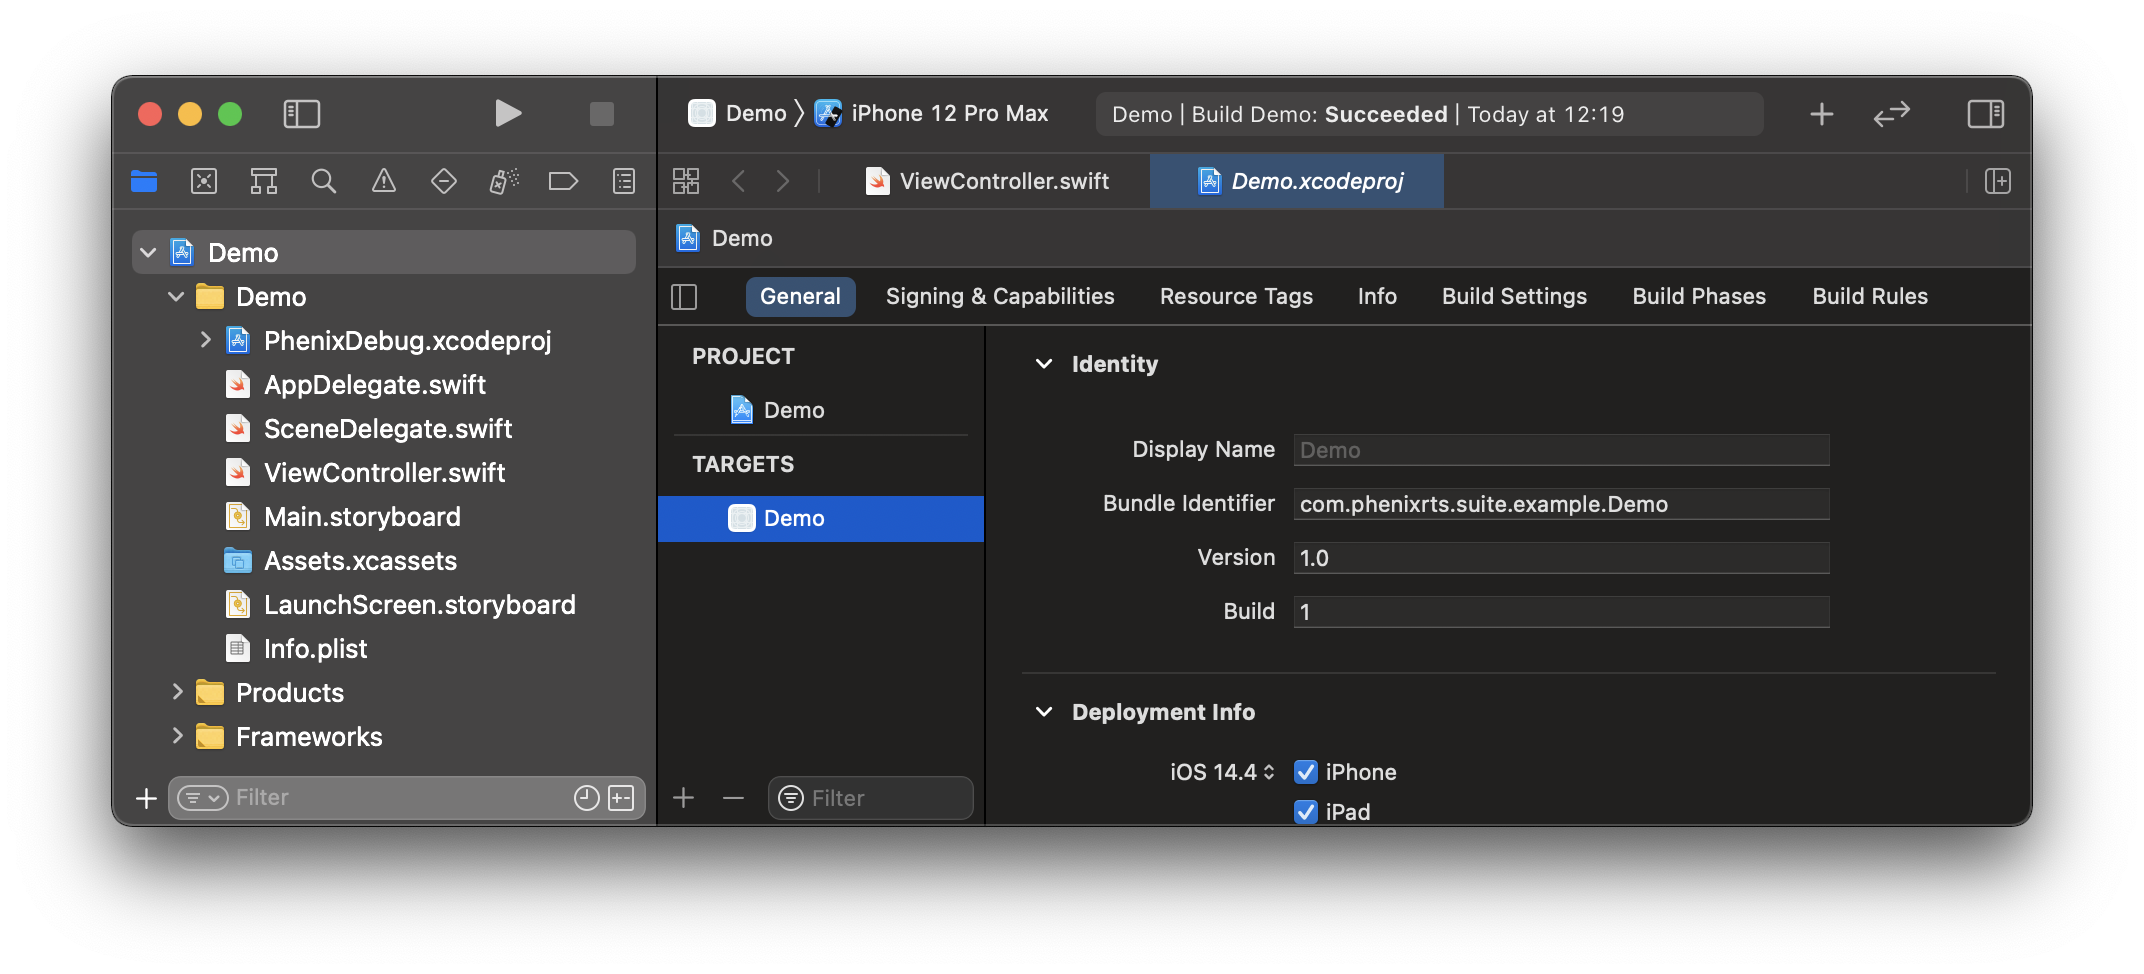 Demo
iPhone 12 Pro Max
Demo | Build Demo: Succeeded | Today at 12:19
ViewController.swift
Demo.xcodeproj
Demo
Demo
Demo
PhenixDebug.xcodeproj
AppDelegate.swift
SceneDelegate.swift
ViewController.swift
Main.storyboard
Assets.xcassets
LaunchScreen.storyboard
Info.plist
Products
Frameworks
Filter
General
Signing & Capabilities
Resource Tags
Info
Build Settings
Build Phases
Build Rules
PROJECT
Demo
TARGETS
Demo
Filter
Identity
Display Name
Demo
Bundle Identifier
com.phenixrts.suite.example.Demo
Version
1.0
Build
1
Deployment Info
iOS 14.4
iPhone
iPad